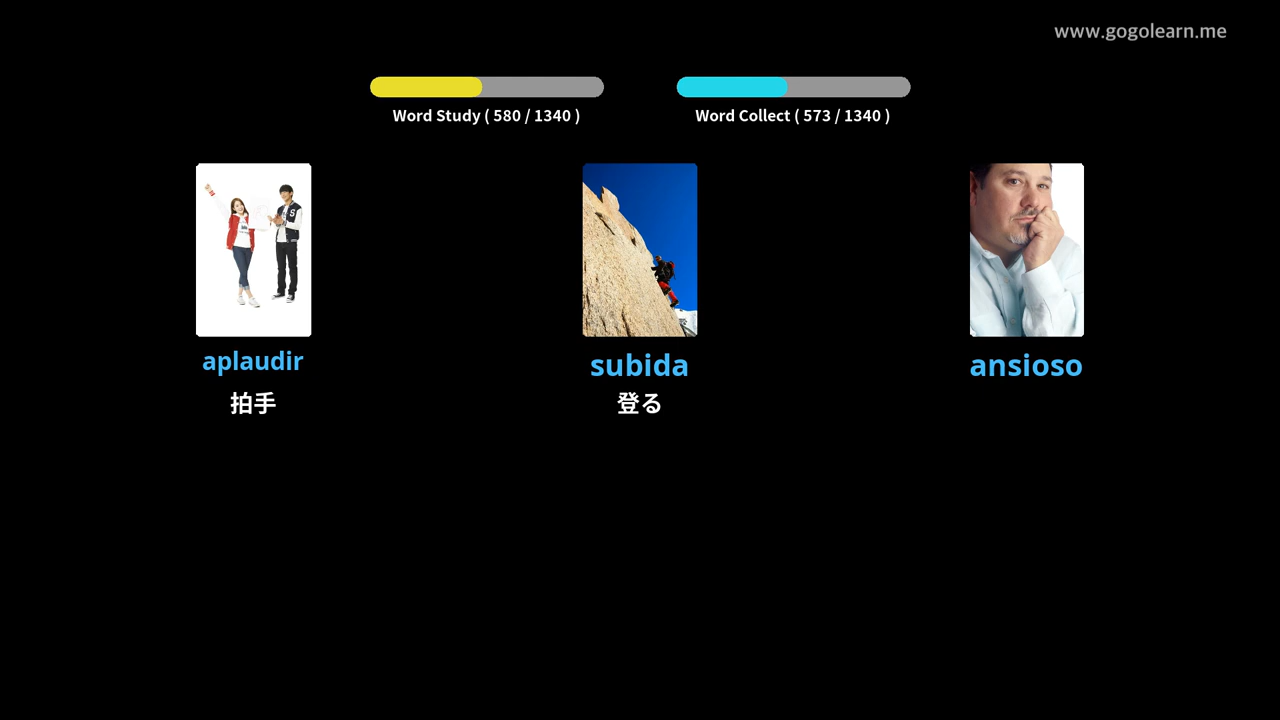 www.gogolearn.me
Word Study ( 580 / 1340 )
Word Collect ( 573 / 1340 )
aplaudir
拍手
subida
登る
ansioso